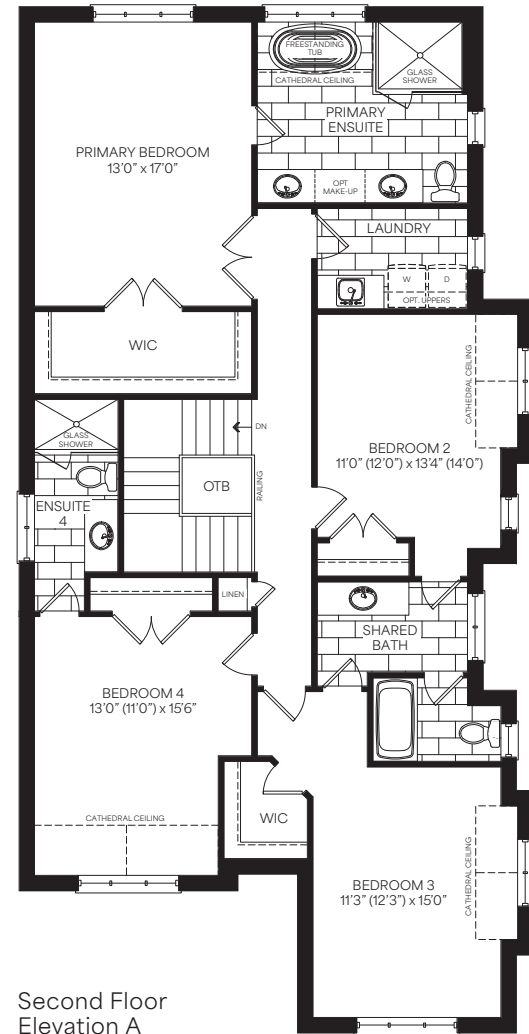 FREESTANDING
TUB
CATHEDRAL CEILING
GLASS
SHOWER
PRIMARY
ENSUITE
PRIMARY BEDROOM
13'0" x 17'0"
OPT
MAKE-UP
LAUNDRY
W
D
OPT. UPPERS
WIC
CATHEDRAL CEILING
GLASS
SHOWER
DN
BEDROOM 2
11'0" (12'0") x 13'4" (14'0")
OTB
RAILING
ENSUITE
4
LINEN
SHARED
BATH
BEDROOM 4
13'0" (11'0") x 15'6"
CATHEDRAL CEILING
WIC
CATHEDRAL CEILING
BEDROOM 3
11'3" (12'3") x 15'0"
Second Floor
Elevation A